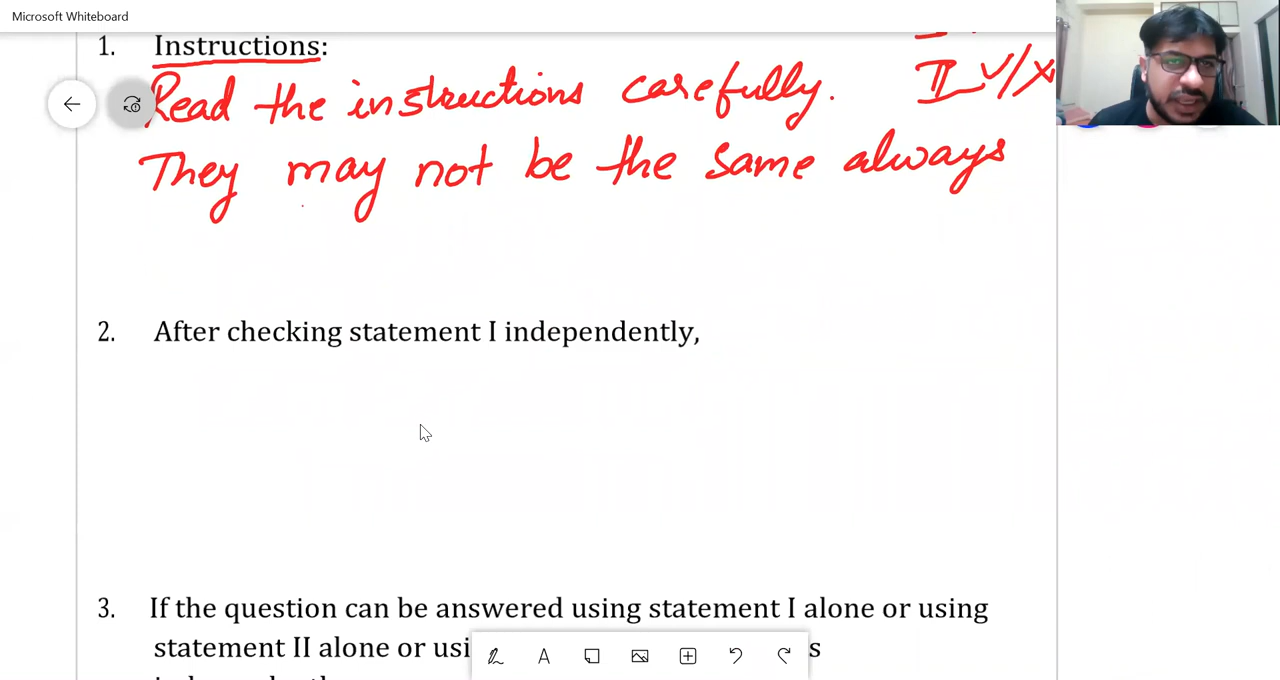 Microsoft Whiteboard
1. Instructions:
Read the instructions carefully.
II ✓/x
They may not be the same always
2. After checking statement I independently,
3. If the question can be answered using statement I alone or using
statement II alone or usi s